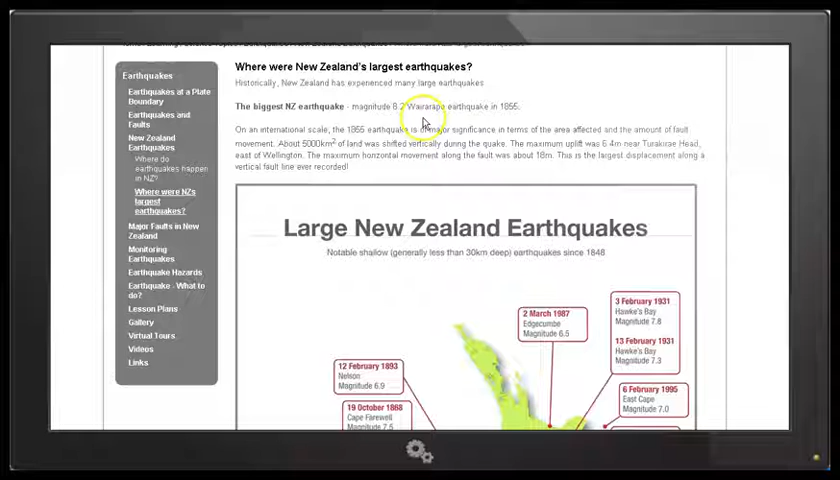 Where were New Zealand's largest earthquakes?
Historically, New Zealand has experienced many large earthquakes
The biggest NZ earthquake - magnitude 8.2 Wairarapa earthquake in 1855.
On an international scale, the 1855 earthquake is of major significance in terms of the area affected and the amount of fault
movement. About 5000km² of land was shifted vertically during the quake. The maximum uplift was 6.4m near Turakirae Head,
east of Wellington. The maximum horizontal movement along the fault was about 18m. This is the largest displacement along a
vertical fault line ever recorded!
Earthquakes
Earthquakes at a Plate
Boundary
Earthquakes and
Faults
New Zealand
Earthquakes
Where do
earthquakes happen
in NZ?
Where were NZs
largest
earthquakes?
Major Faults in New
Zealand
Monitoring
Earthquakes
Earthquake Hazards
Earthquake - What to
do?
Lesson Plans
Gallery
Virtual Tours
Videos
Links
Large New Zealand Earthquakes
Notable shallow (generally less than 30km deep) earthquakes since 1848
2 March 1987
Edgecumbe
Magnitude 6.5
3 February 1931
Hawke's Bay
Magnitude 7.8
13 February 1931
Hawke's Bay
Magnitude 7.3
12 February 1893
Nelson
Magnitude 6.9
6 February 1995
East Cape
Magnitude 7.0
19 October 1868
Cape Farewell
Magnitude 7.5